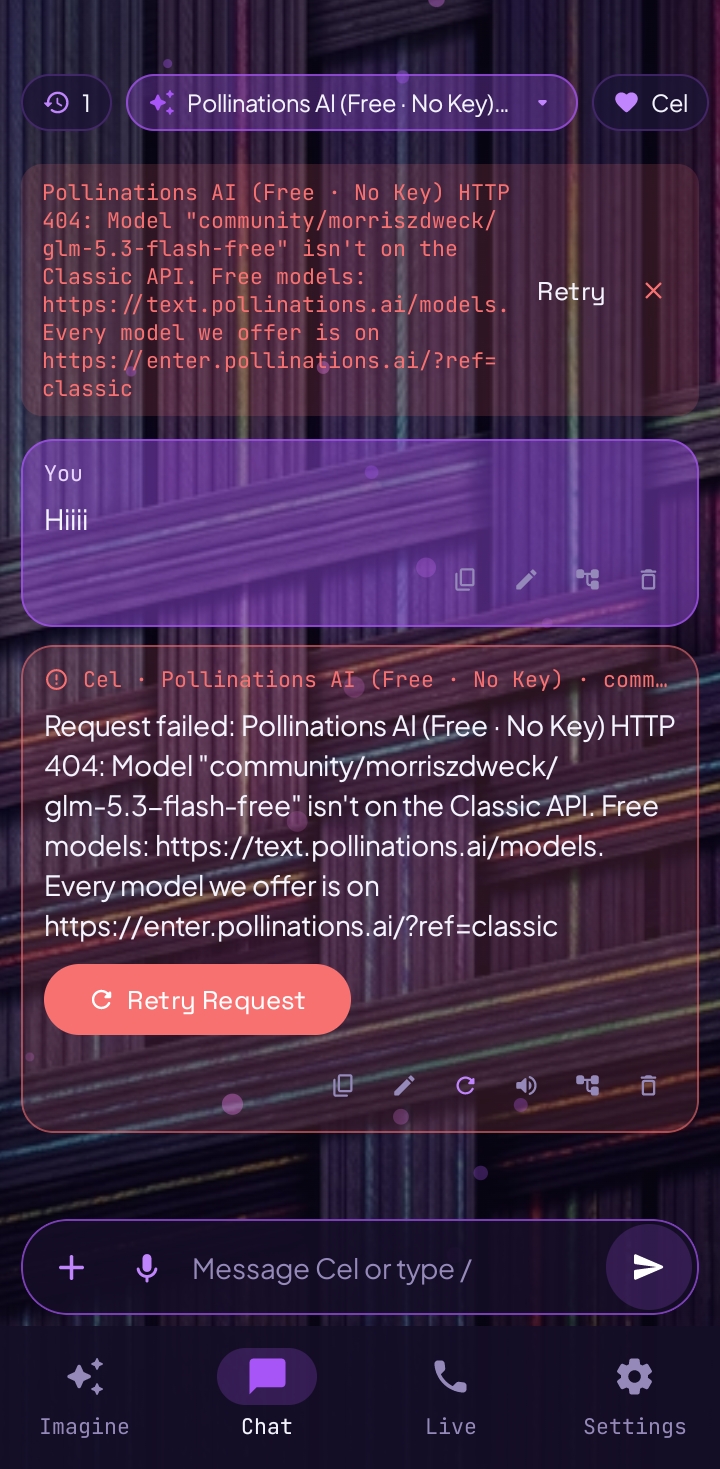 1
Pollinations AI (Free · No Key)...
Cel
Pollinations AI (Free · No Key) HTTP
404: Model "community/morriszdweck/
glm-5.3-flash-free" isn't on the
Classic API. Free models:
https://text.pollinations.ai/models.
Every model we offer is on
https://enter.pollinations.ai/?ref=
classic
Retry
You
Hiiii
Cel · Pollinations AI (Free · No Key) · comm…
Request failed: Pollinations AI (Free · No Key) HTTP
404: Model "community/morriszdweck/
glm-5.3-flash-free" isn't on the Classic API. Free
models: https://text.pollinations.ai/models.
Every model we offer is on
https://enter.pollinations.ai/?ref=classic
Retry Request
Message Cel or type /
Imagine
Chat
Live
Settings